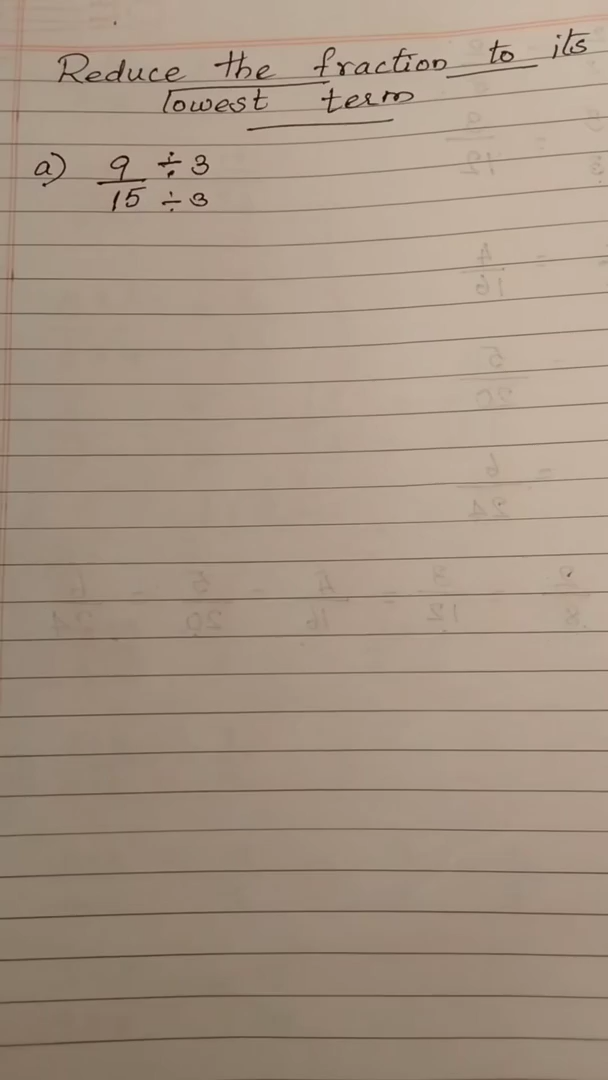 Reduce the fraction to its
lowest term
a) 9 ÷ 3
15 ÷ 3